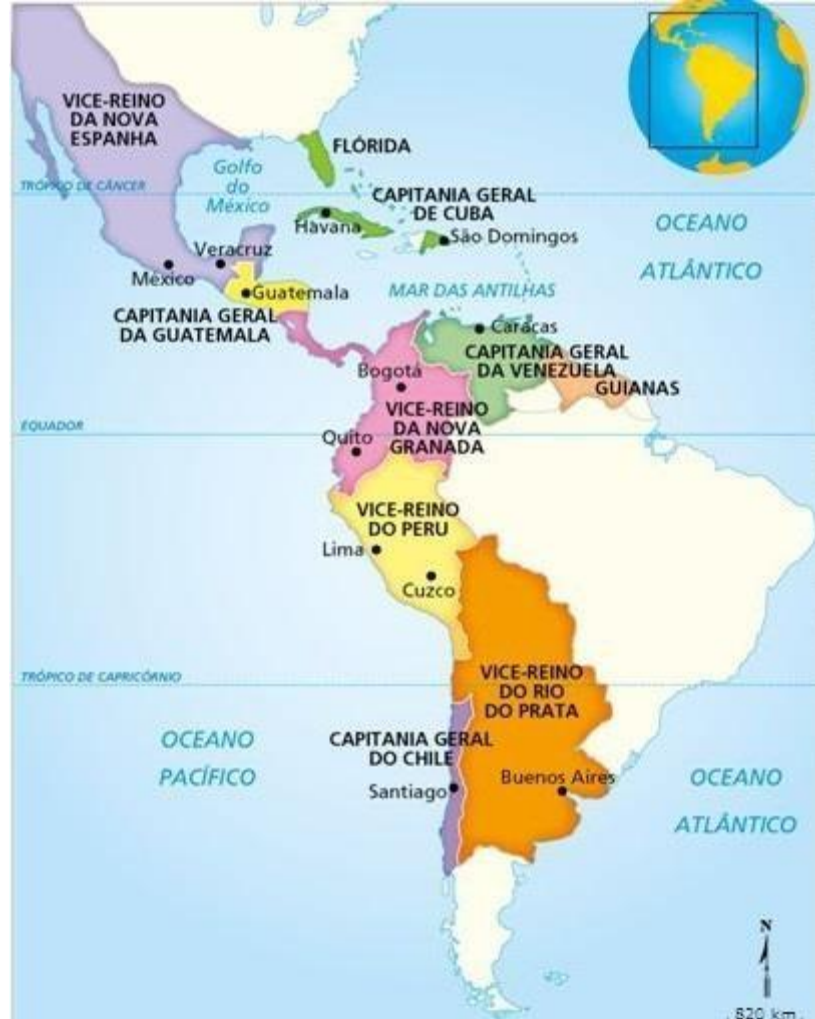 VICE-REINO
DA NOVA
ESPANHA
FLÓRIDA
Golfo
do
México
TRÓPICO DE CÂNCER
CAPITANIA GERAL
DE CUBA
Havana
São Domingos
OCEANO
ATLÂNTICO
Veracruz
México
Guatemala
MAR DAS ANTILHAS
CAPITANIA GERAL
DA GUATEMALA
Caracas
CAPITANIA GERAL
DA VENEZUELA
GUIANAS
Bogotá
VICE-REINO
DA NOVA
GRANADA
EQUADOR
Quito
VICE-REINO
DO PERU
Lima
Cuzco
TRÓPICO DE CAPRICÓRNIO
VICE-REINO
DO RIO
DO PRATA
OCEANO
PACÍFICO
CAPITANIA GERAL
DO CHILE
Santiago
Buenos Aires
OCEANO
ATLÂNTICO
N
820 km